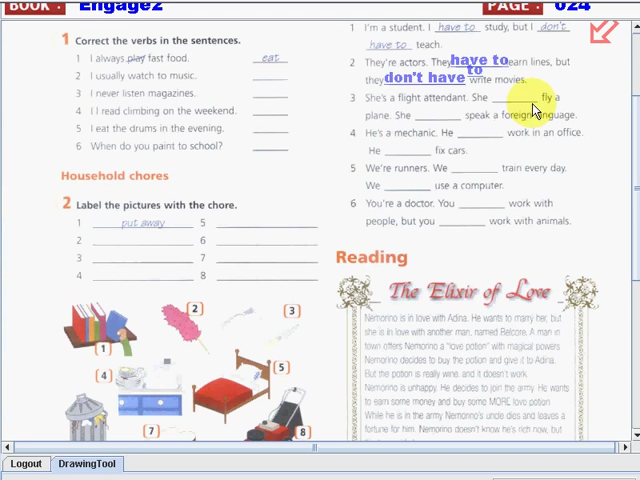 BOOK: Engage2 PAGE: 024
1 Correct the verbs in the sentences.
1 I always play fast food. eat
2 I usually watch to music.
3 I never listen magazines.
4 I I read climbing on the weekend.
5 I eat the drums in the evening.
6 When do you paint to school?
Household chores
2 Label the pictures with the chore.
1 put away 5
2 6
3 7
4 8
1
2
3
4
5
7
8
1 I'm a student. I have to study, but I don't
have to teach.
2 They're actors. They have to learn lines, but
they don't have to write movies.
3 She's a flight attendant. She fly a
plane. She speak a foreign language.
4 He's a mechanic. He work in an office.
He fix cars.
5 We're runners. We train every day.
We use a computer.
6 You're a doctor. You work with
people, but you work with animals.
Reading
The Elixir of Love
Nemorino is in love with Adina. He wants to marry her, but
she is in love with another man, named Belcore. A man in
town offers Nemorino a "love potion" with magical powers
Nemorino decides to buy the potion and give it to Adina.
But the potion is really wine, and it doesn't work.
Nemorino is unhappy. He decides to join the army. He wants
to earn some money and buy some MORE love potion
While he is in the army Nemorino's uncle dies and leaves a
fortune for him. Nemorino doesn't know he's rich now, but
Logout DrawingTool